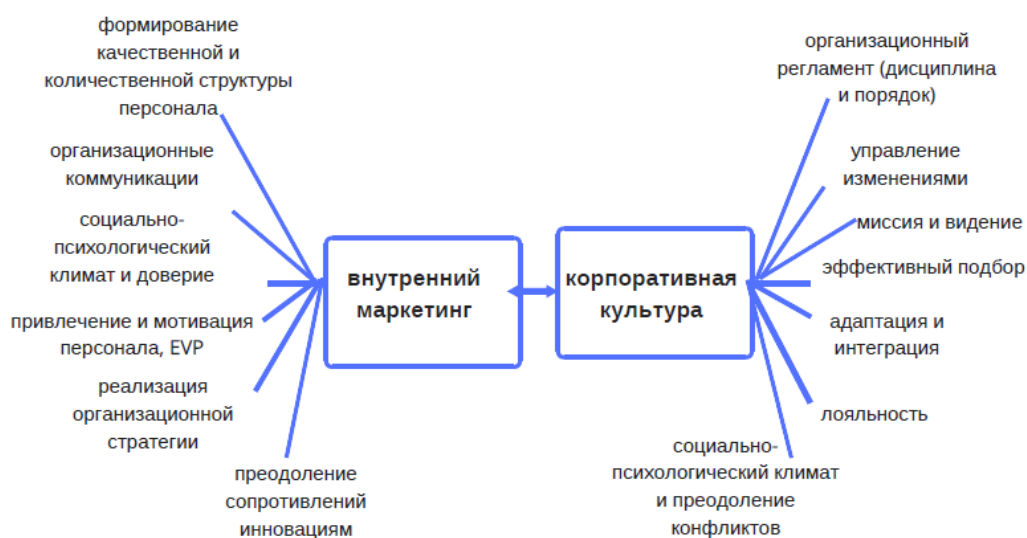 формирование
качественной и
количественной структуры
персонала
организационные
коммуникации
социально-
психологический
климат и доверие
привлечение и мотивация
персонала, EVP
реализация
организационной
стратегии
преодоление
сопротивлений
инновациям
внутренний
маркетинг
корпоративная
культура
организационный
регламент (дисциплина
и порядок)
управление
изменениями
миссия и видение
эффективный подбор
адаптация и
интеграция
лояльность
социально-
психологический климат
и преодоление
конфликтов